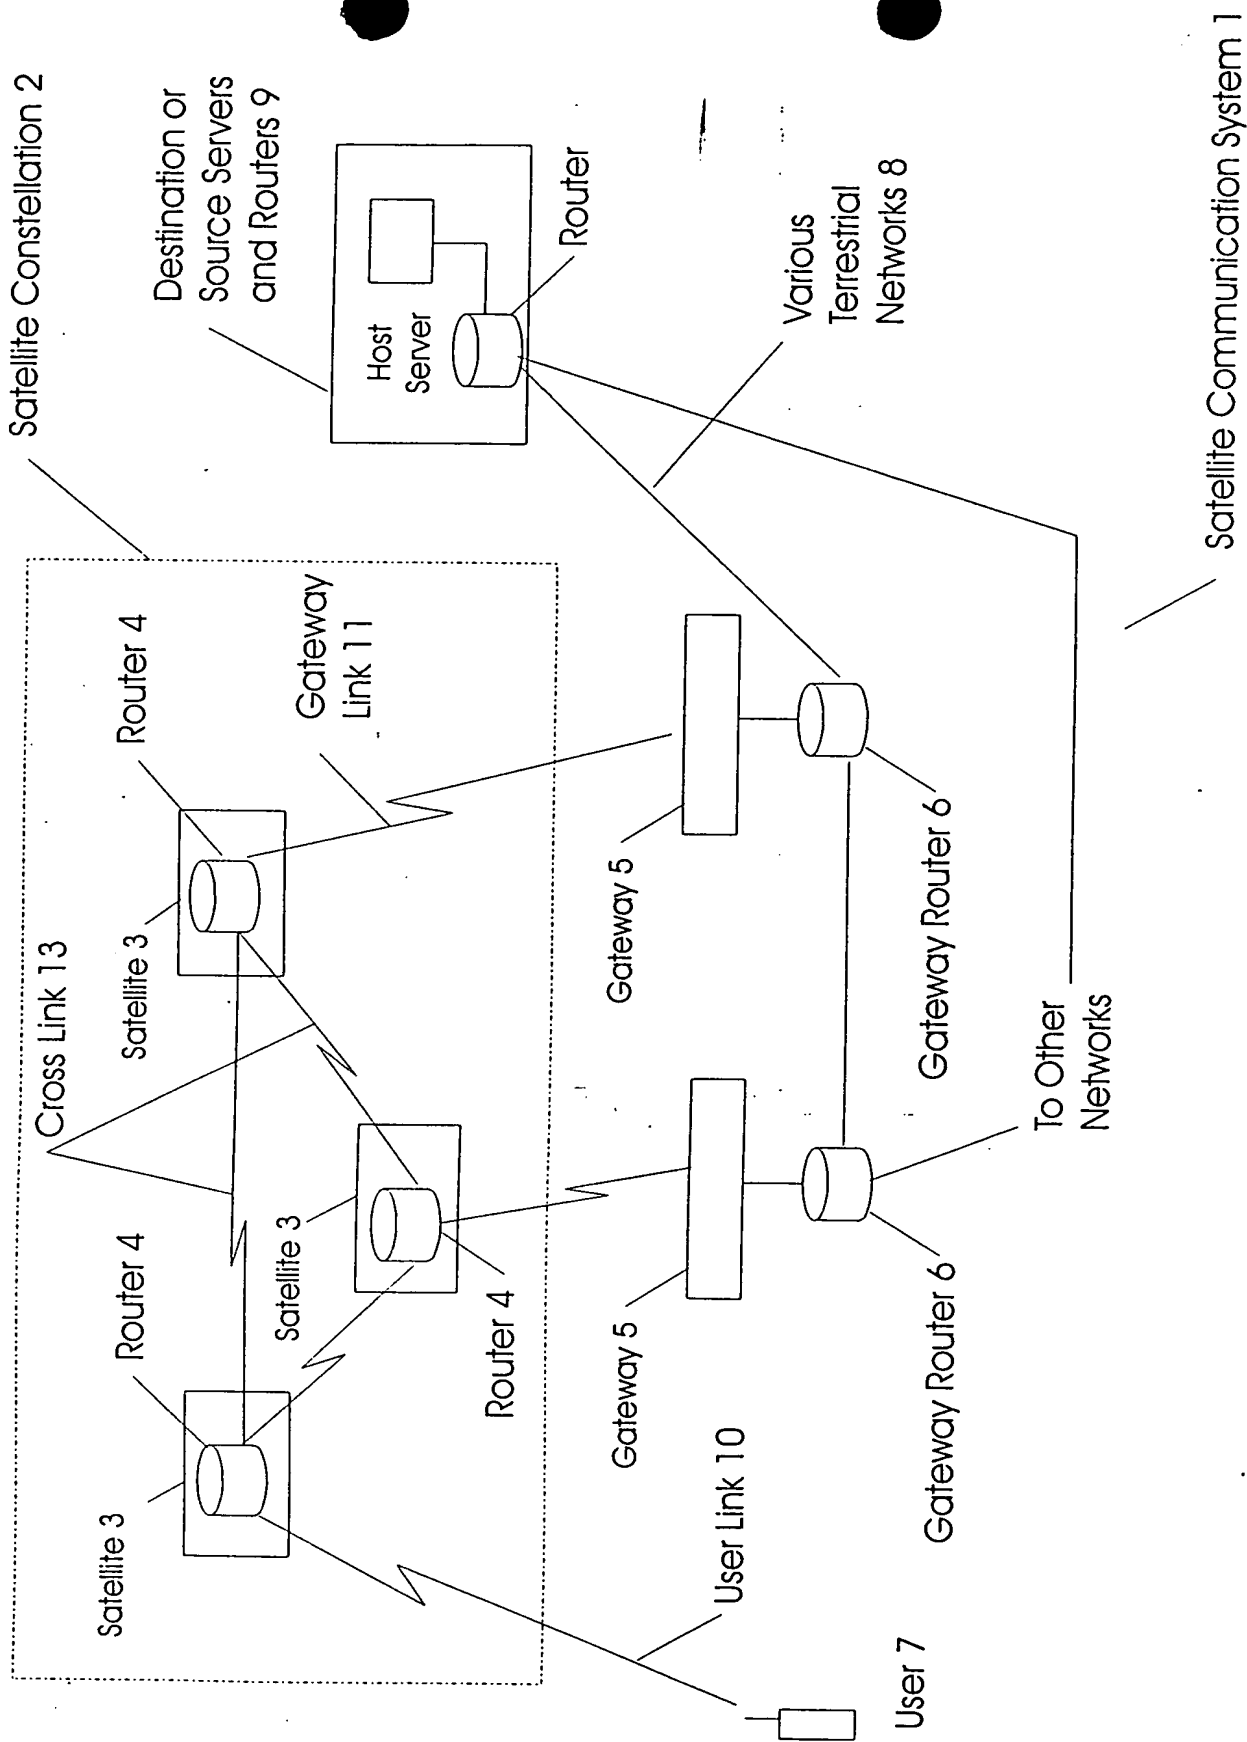 Satellite Constellation 2
Cross Link 13
Router 4
Router 4
Satellite 3
Satellite 3
Satellite 3
Router 4
Gateway
Link 11
Destination or
Source Servers
and Routers 9
Host
Server
Router
Various
Terrestrial
Networks 8
Gateway 5
Gateway 5
User Link 10
User 7
Gateway Router 6
Gateway Router 6
To Other
Networks
Satellite Communication System 1